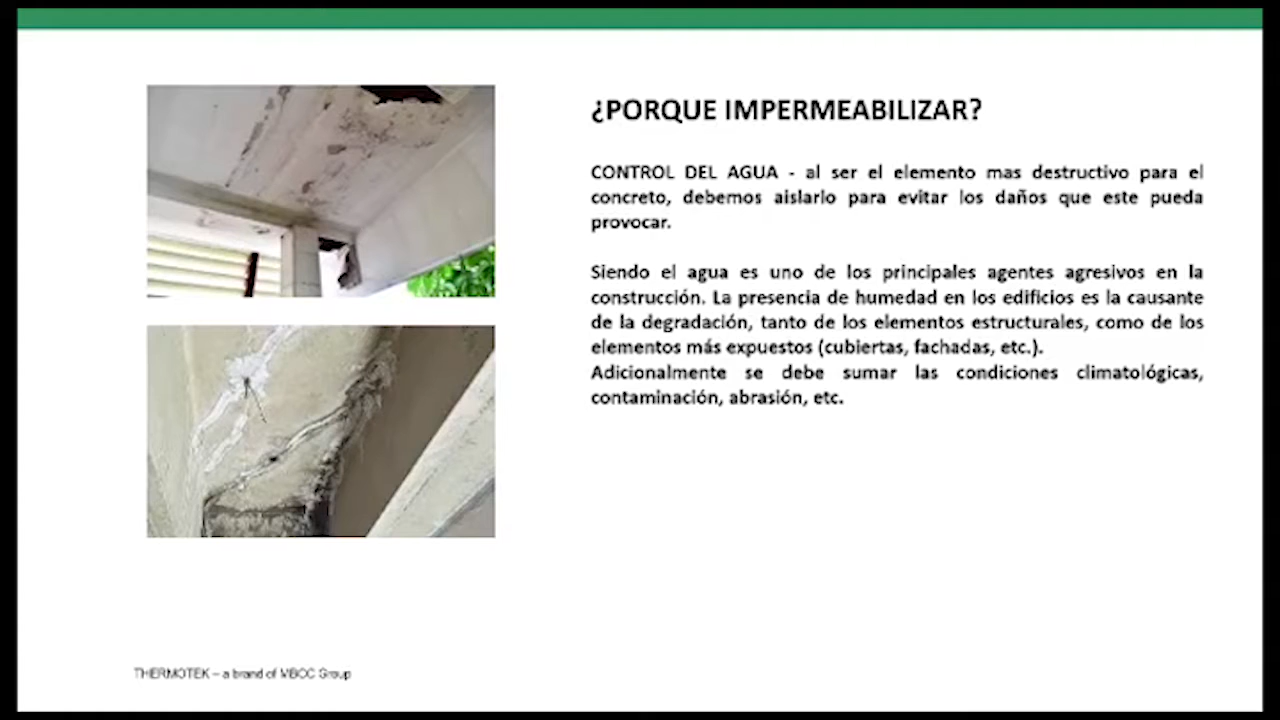 ¿PORQUE IMPERMEABILIZAR?
CONTROL DEL AGUA - al ser el elemento mas destructivo para el
concreto, debemos aislarlo para evitar los daños que este pueda
provocar.
Siendo el agua es uno de los principales agentes agresivos en la
construcción. La presencia de humedad en los edificios es la causante
de la degradación, tanto de los elementos estructurales, como de los
elementos más expuestos (cubiertas, fachadas, etc.).
Adicionalmente se debe sumar las condiciones climatológicas,
contaminación, abrasión, etc.
THERMOTEK – a brand of MBCC Group